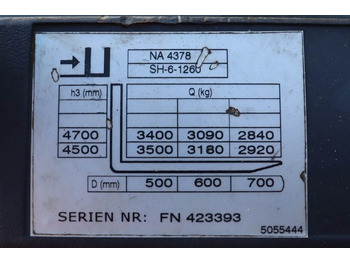 NA 4378
SH-6-1260
h3 (mm) Q (kg)
4700 3400 3090 2840
4500 3500 3180 2920
D (mm) 500 600 700
SERIEN NR: FN 423393
5055444